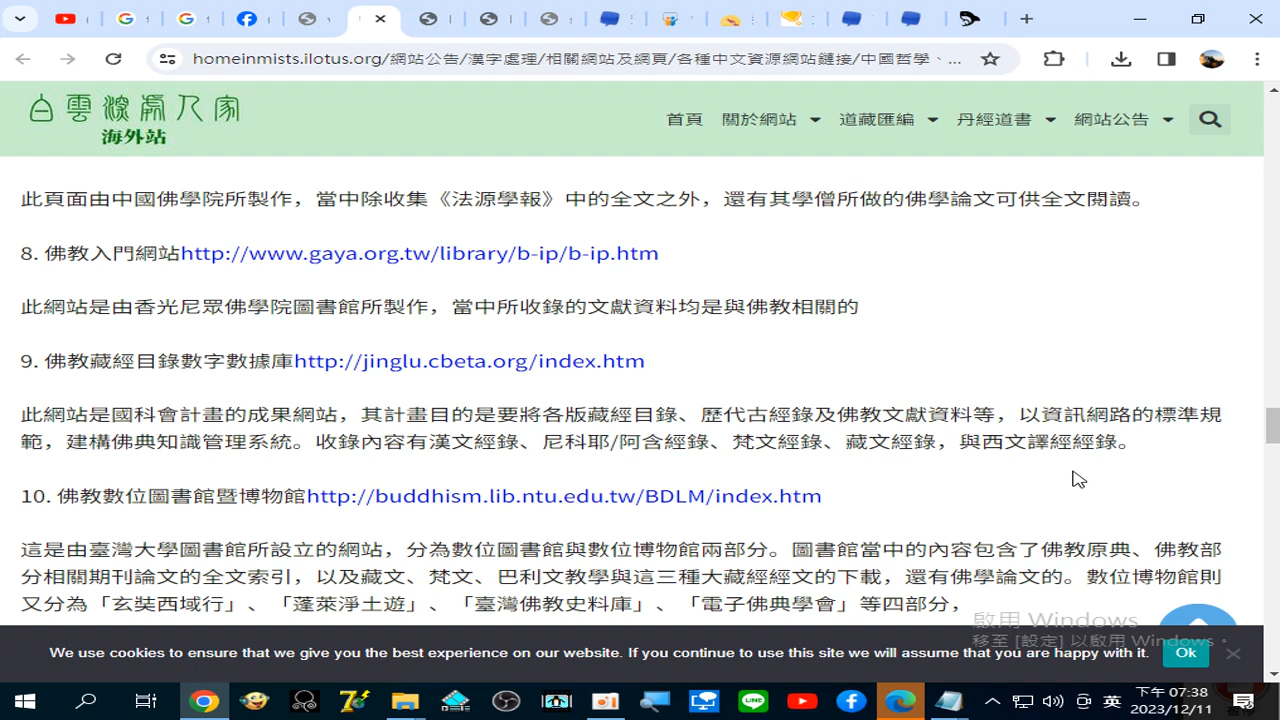 homeinmists.ilotus.org/網站公告/漢字處理/相關網站及網頁/各種中文資源網站鏈接/中國哲學、...
白雲深處人家
海外站
首頁 關於網站 道藏匯編 丹經道書 網站公告
此頁面由中國佛學院所製作，當中除收集《法源學報》中的全文之外，還有其學僧所做的佛學論文可供全文閱讀。
8. 佛教入門網站http://www.gaya.org.tw/library/b-ip/b-ip.htm
此網站是由香光尼眾佛學院圖書館所製作，當中所收錄的文獻資料均是與佛教相關的
9. 佛教藏經目錄數字數據庫http://jinglu.cbeta.org/index.htm
此網站是國科會計畫的成果網站，其計畫目的是要將各版藏經目錄、歷代古經錄及佛教文獻資料等，以資訊網路的標準規
範，建構佛典知識管理系統。收錄內容有漢文經錄、尼科耶/阿含經錄、梵文經錄、藏文經錄，與西文譯經經錄。
10. 佛教數位圖書館暨博物館http://buddhism.lib.ntu.edu.tw/BDLM/index.htm
這是由臺灣大學圖書館所設立的網站，分為數位圖書館與數位博物館兩部分。圖書館當中的內容包含了佛教原典、佛教部
分相關期刊論文的全文索引，以及藏文、梵文、巴利文教學與這三種大藏經經文的下載，還有佛學論文的。數位博物館則
又分為「玄奘西域行」、「蓬萊淨土遊」、「臺灣佛教史料庫」、「電子佛典學會」等四部分，
啟用 Windows
移至 [設定] 以啟用 Windows。
We use cookies to ensure that we give you the best experience on our website. If you continue to use this site we will assume that you are happy with it. Ok
英
下午 07:38
2023/12/11